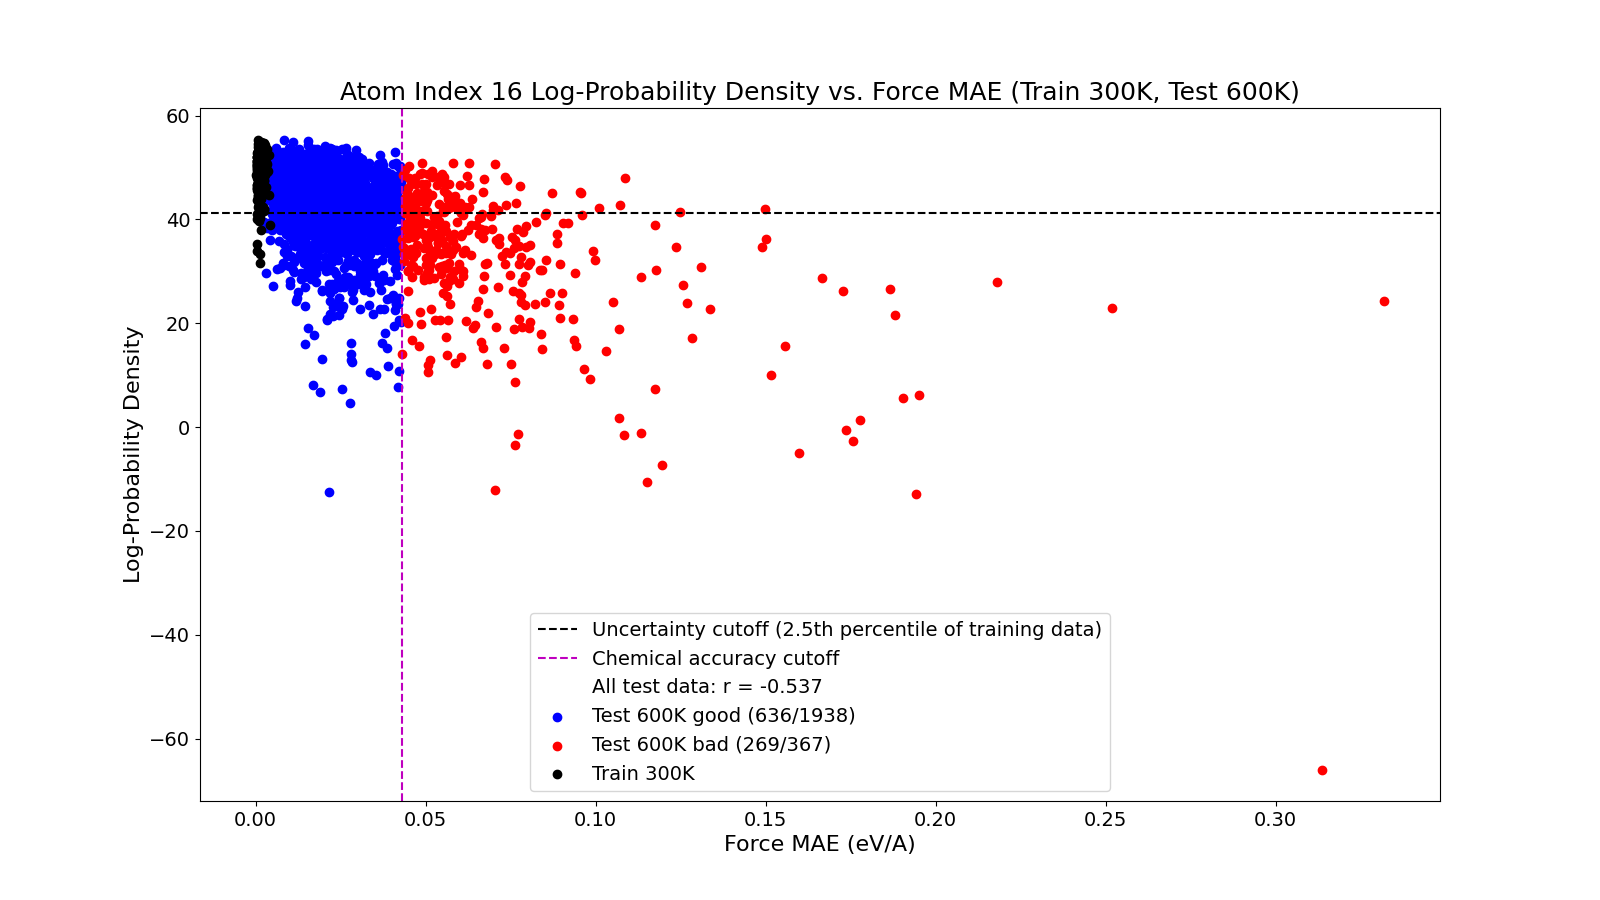 Atom Index 16 Log-Probability Density vs. Force MAE (Train 300K, Test 600K)
60
40
20
0
−20
−40
−60
Log-Probability Density
Uncertainty cutoff (2.5th percentile of training data)
Chemical accuracy cutoff
All test data: r = -0.537
Test 600K good (636/1938)
Test 600K bad (269/367)
Train 300K
0.00 0.05 0.10 0.15 0.20 0.25 0.30
Force MAE (eV/A)